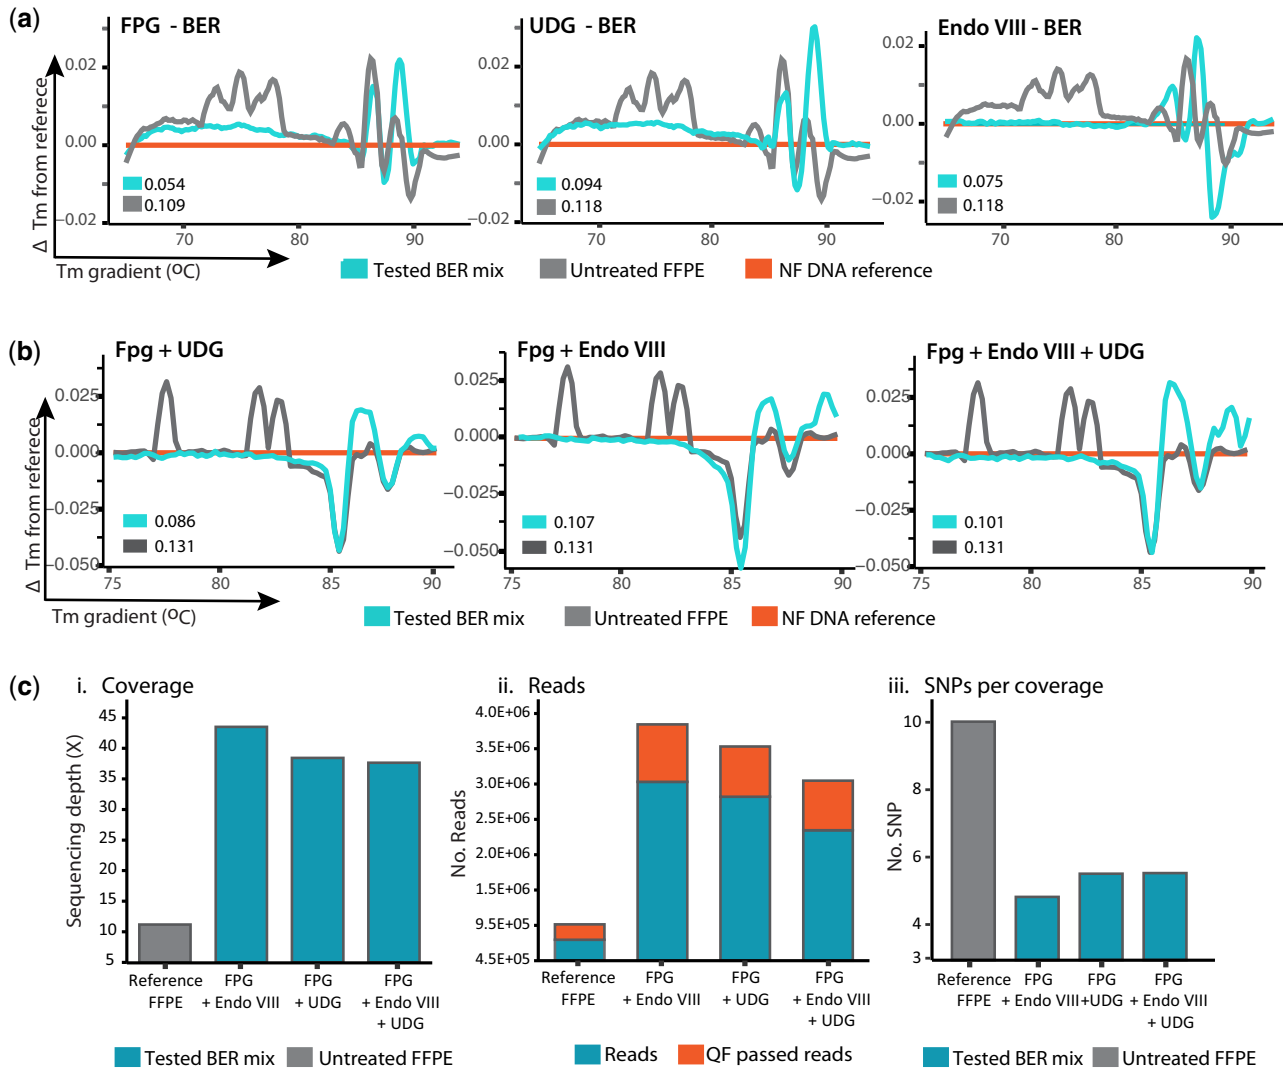 (a)
FPG - BER
UDG - BER
Endo VIII - BER
0.02
0.00
−0.02
0.054
0.109
70
80
90
0.02
0.00
−0.02
0.094
0.118
70
80
90
0.02
0.00
−0.02
0.075
0.118
70
80
90
Δ Tm from referece
Tm gradient (ºC)
Tested BER mix
Untreated FFPE
NF DNA reference
(b)
Fpg + UDG
Fpg + Endo VIII
Fpg + Endo VIII + UDG
0.025
0.000
−0.025
−0.050
0.086
0.131
75
80
85
90
0.025
0.000
−0.025
−0.050
0.107
0.131
75
80
85
90
0.025
0.000
−0.025
−0.050
0.101
0.131
75
80
85
90
Δ Tm from referece
Tm gradient (ºC)
Tested BER mix
Untreated FFPE
NF DNA reference
(c)
i. Coverage
Sequencing depth (X)
45
40
35
30
25
20
15
10
5
Reference
FFPE
FPG
+ Endo VIII
FPG
+ UDG
FPG
+ Endo VIII
+ UDG
Tested BER mix
Untreated FFPE
ii. Reads
No. Reads
4.0E+06
3.5E+06
3.0E+06
2.5E+06
2.0E+06
1.5E+06
9.5E+05
4.5E+05
Reference
FFPE
FPG
+ Endo VIII
FPG
+ UDG
FPG
+ Endo VIII
+ UDG
Reads
QF passed reads
iii. SNPs per coverage
No. SNP
10
8
6
4
3
Reference
FFPE
FPG
+ Endo VIII
FPG
+UDG
FPG
+ Endo VIII
+ UDG
Tested BER mix
Untreated FFPE